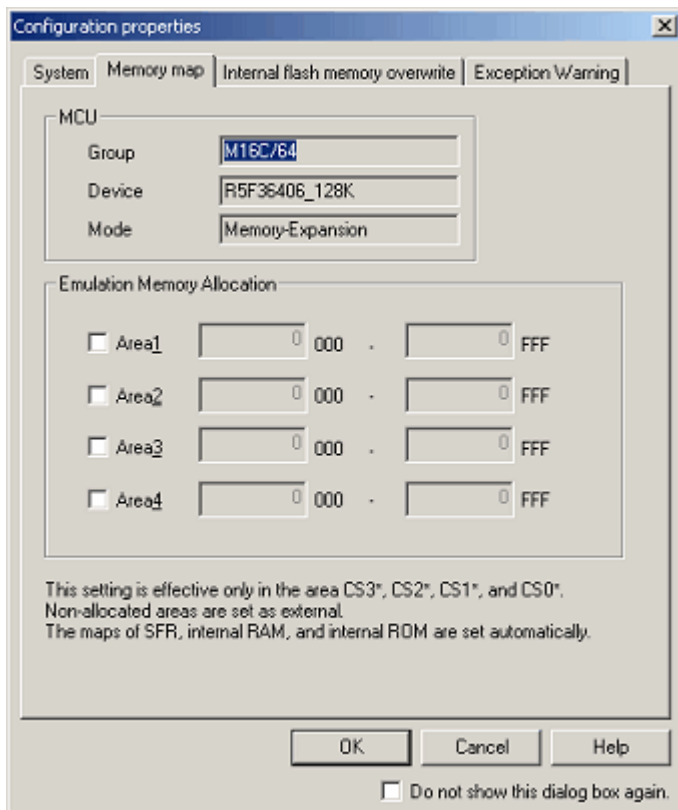 Configuration properties
System Memory map Internal flash memory overwrite Exception Warning
MCU
Group M16C/64
Device R5F36406_128K
Mode Memory-Expansion
Emulation Memory Allocation
Area1 0 000 - 0 FFF
Area2 0 000 - 0 FFF
Area3 0 000 - 0 FFF
Area4 0 000 - 0 FFF
This setting is effective only in the area CS3*, CS2*, CS1*, and CS0*.
Non-allocated areas are set as external.
The maps of SFR, internal RAM, and internal ROM are set automatically.
OK Cancel Help
Do not show this dialog box again.